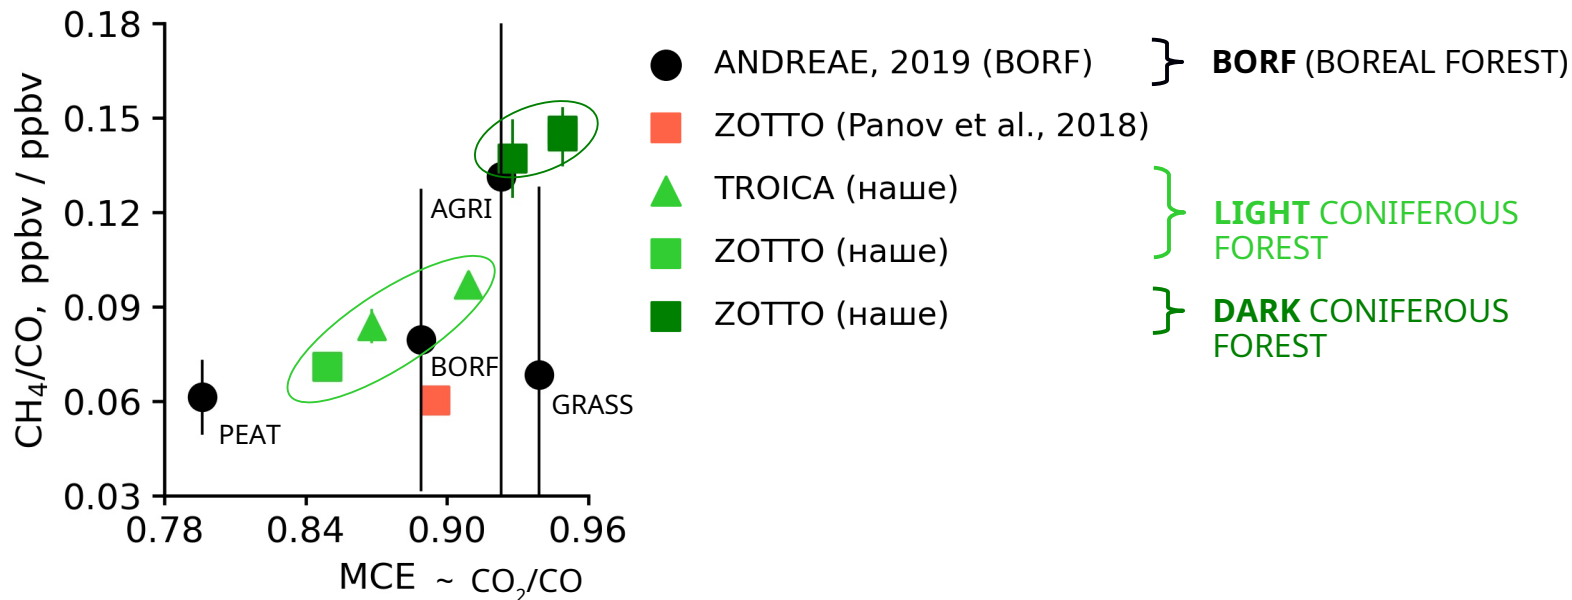 0.18
0.15
0.12
0.09
0.06
0.03
CH₄/CO, ppbv / ppbv
0.78 0.84 0.90 0.96
MCE ~ CO₂/CO
AGRI
BORF
GRASS
PEAT
ANDREAE, 2019 (BORF)
ZOTTO (Panov et al., 2018)
TROICA (наше)
ZOTTO (наше)
ZOTTO (наше)
BORF (BOREAL FOREST)
LIGHT CONIFEROUS
FOREST
DARK CONIFEROUS
FOREST